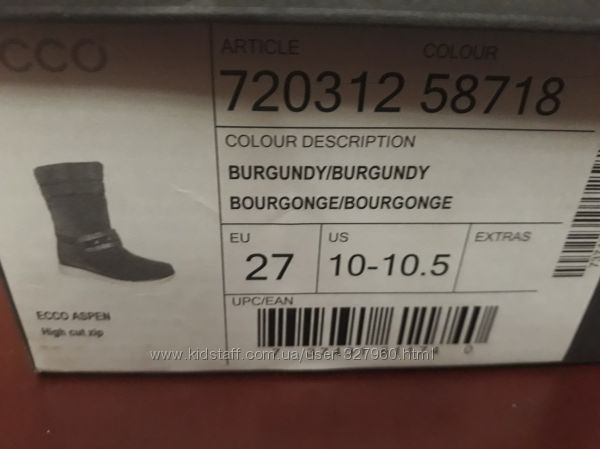 CCO
ARTICLE COLOUR
720312 58718
COLOUR DESCRIPTION
BURGUNDY/BURGUNDY
BOURGONGE/BOURGONGE
EU US EXTRAS
27 10-10.5
UPC/EAN
ECCO ASPEN
High cut zip
www.kidstaff.com.ua/user-327960.html